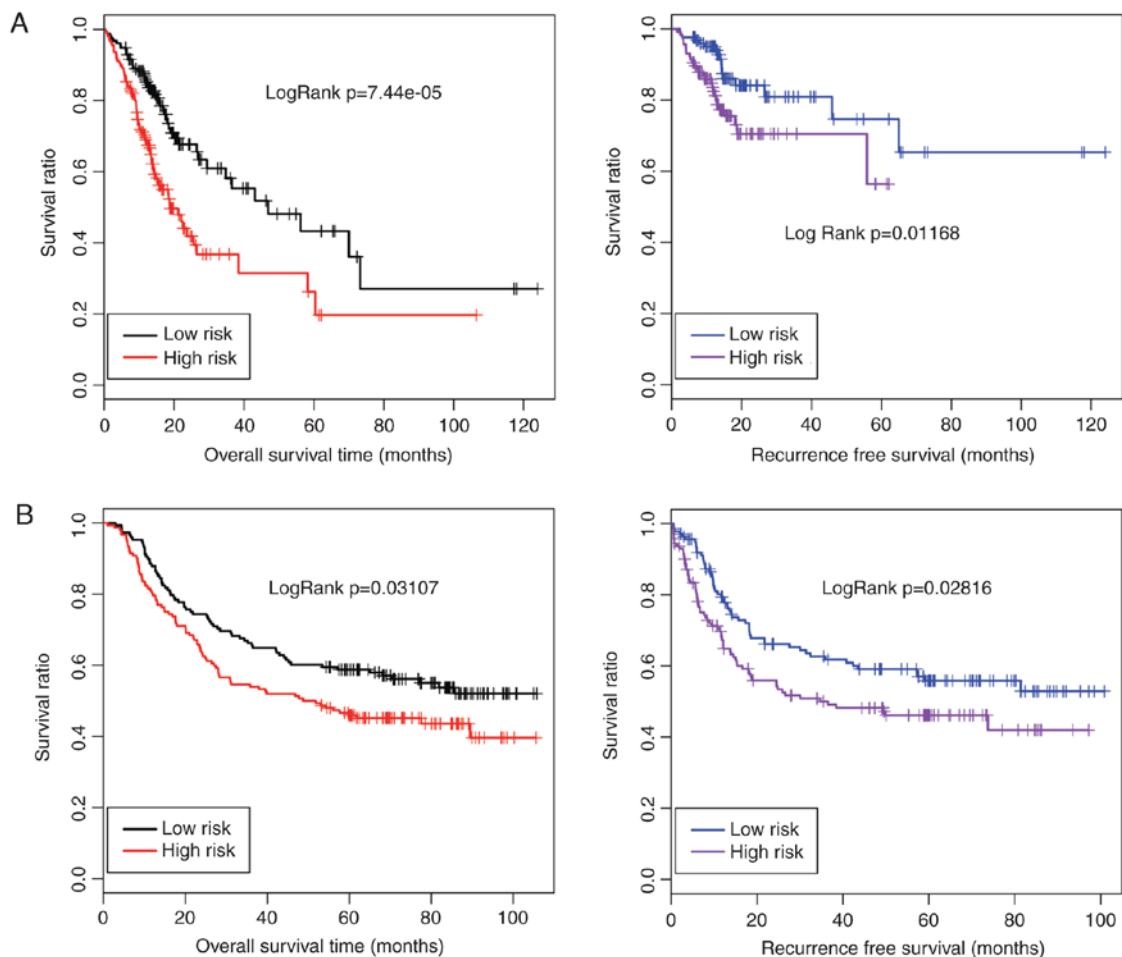 A
1.0
0.8
0.6
0.4
0.2
0.0
Survival ratio
LogRank p=7.44e-05
Low risk
High risk
0 20 40 60 80 100 120
Overall survival time (months)
1.0
0.8
0.6
0.4
0.2
0.0
Survival ratio
Log Rank p=0.01168
Low risk
High risk
0 20 40 60 80 100 120
Recurrence free survival (months)
B
1.0
0.8
0.6
0.4
0.2
0.0
Survival ratio
LogRank p=0.03107
Low risk
High risk
0 20 40 60 80 100
Overall survival time (months)
1.0
0.8
0.6
0.4
0.2
0.0
Survival ratio
LogRank p=0.02816
Low risk
High risk
0 20 40 60 80 100
Recurrence free survival (months)